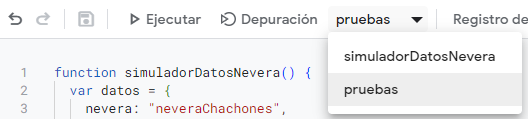 Ejecutar Depuración pruebas Registro de
simuladorDatosNevera
pruebas
1 function simuladorDatosNevera() {
2 var datos = {
3 nevera: "neveraChachones",